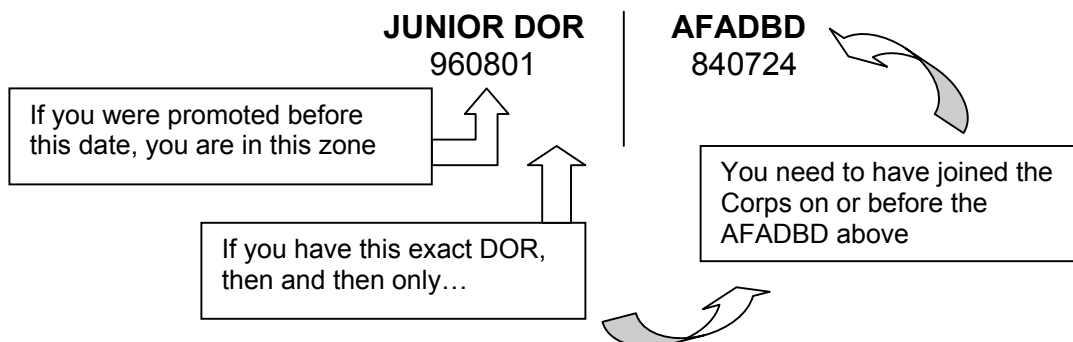 JUNIOR DOR
AFADBD
960801
840724
If you were promoted before
this date, you are in this zone
If you have this exact DOR,
then and then only…
You need to have joined the
Corps on or before the
AFADBD above